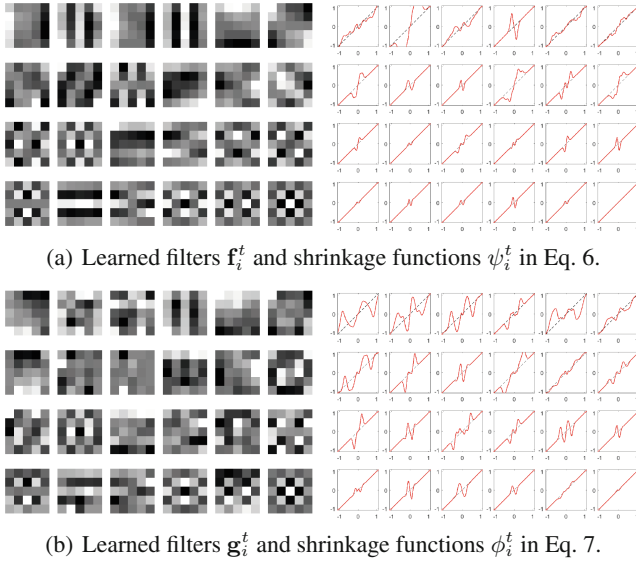 (a) Learned filters f_i^t and shrinkage functions ψ_i^t in Eq. 6.
(b) Learned filters g_i^t and shrinkage functions ϕ_i^t in Eq. 7.